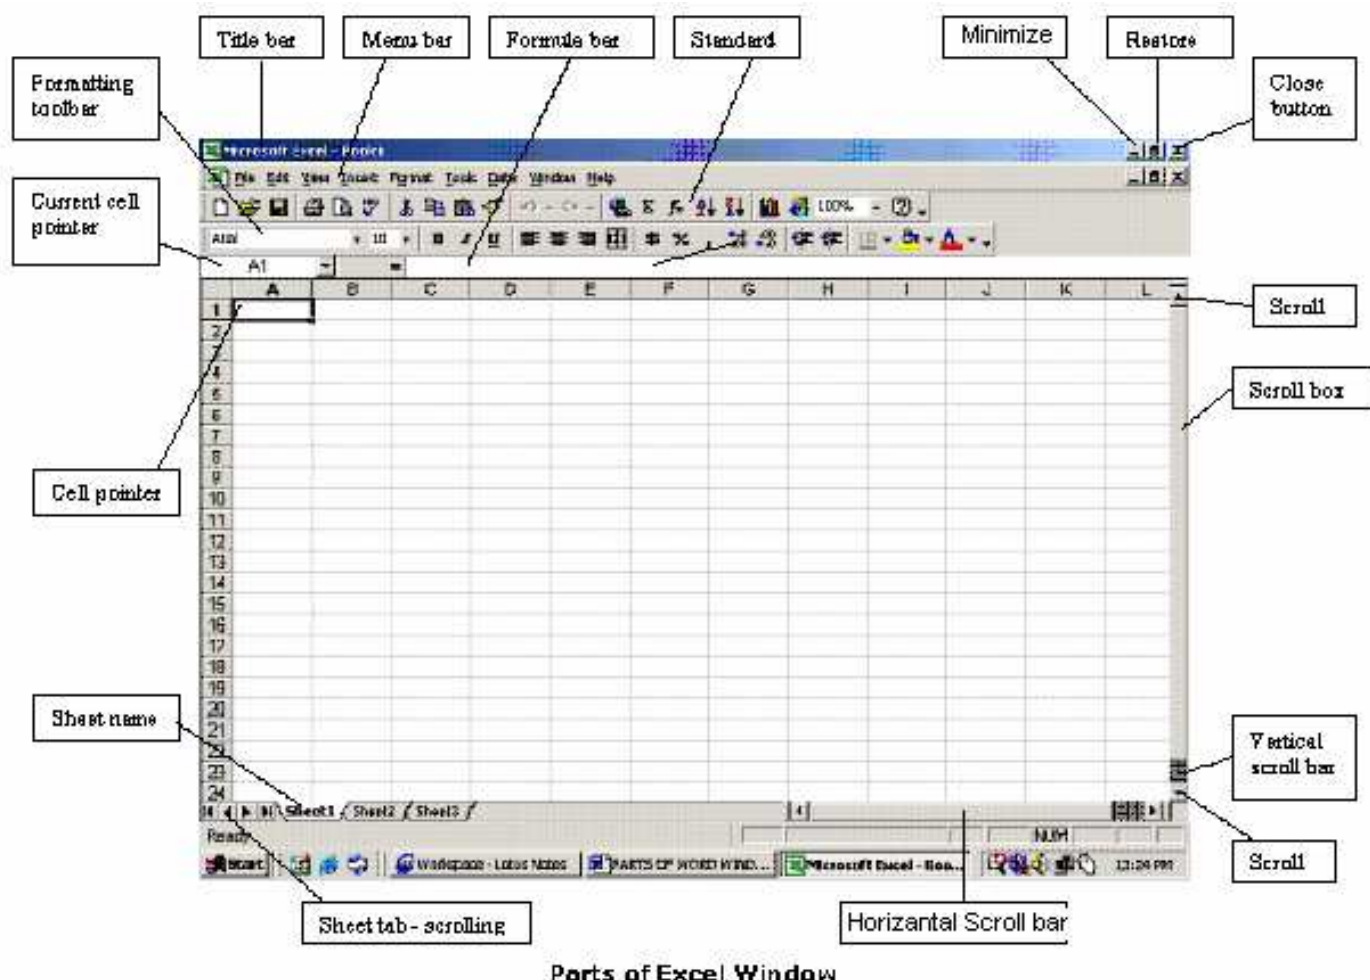 Title bar
Menu bar
Formula bar
Standard
Minimize
Restore
Formatting
toolbar
Close
button
Microsoft Excel - Book1
File Edit View Insert Format Tools Data Window Help
Current cell
pointer
100%
Arial 10 B I U $ % ,
A1 =
A B C D E F G H I J K L
Scroll
1
2
3
4
5
6
7
8
9
10
11
12
13
14
15
16
17
18
19
20
21
22
23
24
Scroll box
Cell pointer
Sheet name
Vertical
scroll bar
Sheet1 Sheet2 Sheet3
Ready NUM
Start Workspace - Lotus Notes PARTS OF WORD WIND... Microsoft Excel - Boo...
Scroll
Sheet tab - scrolling
Horizantal Scroll bar
Parts of Excel Window